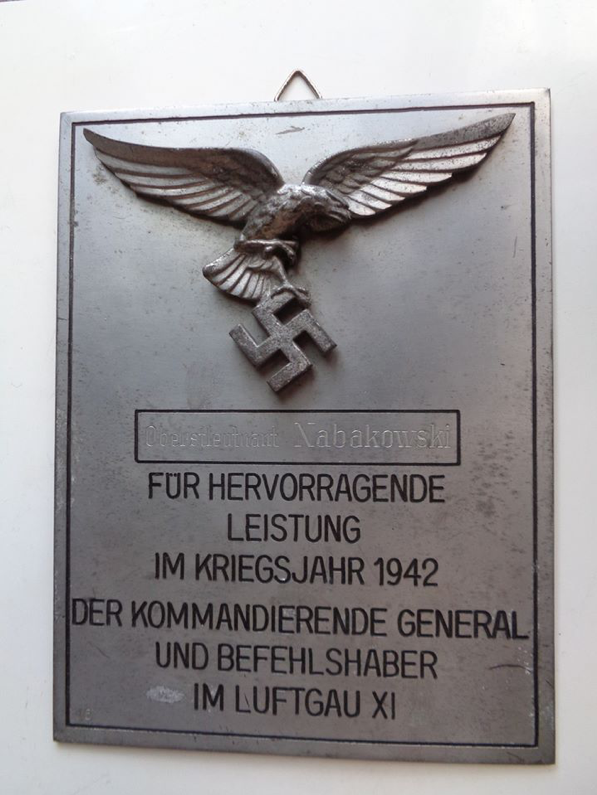 Oberstleutnant Nabakowski
FÜR HERVORRAGENDE
LEISTUNG
IM KRIEGSJAHR 1942
DER KOMMANDIERENDE GENERAL
UND BEFEHLSHABER
IM LUFTGAU XI